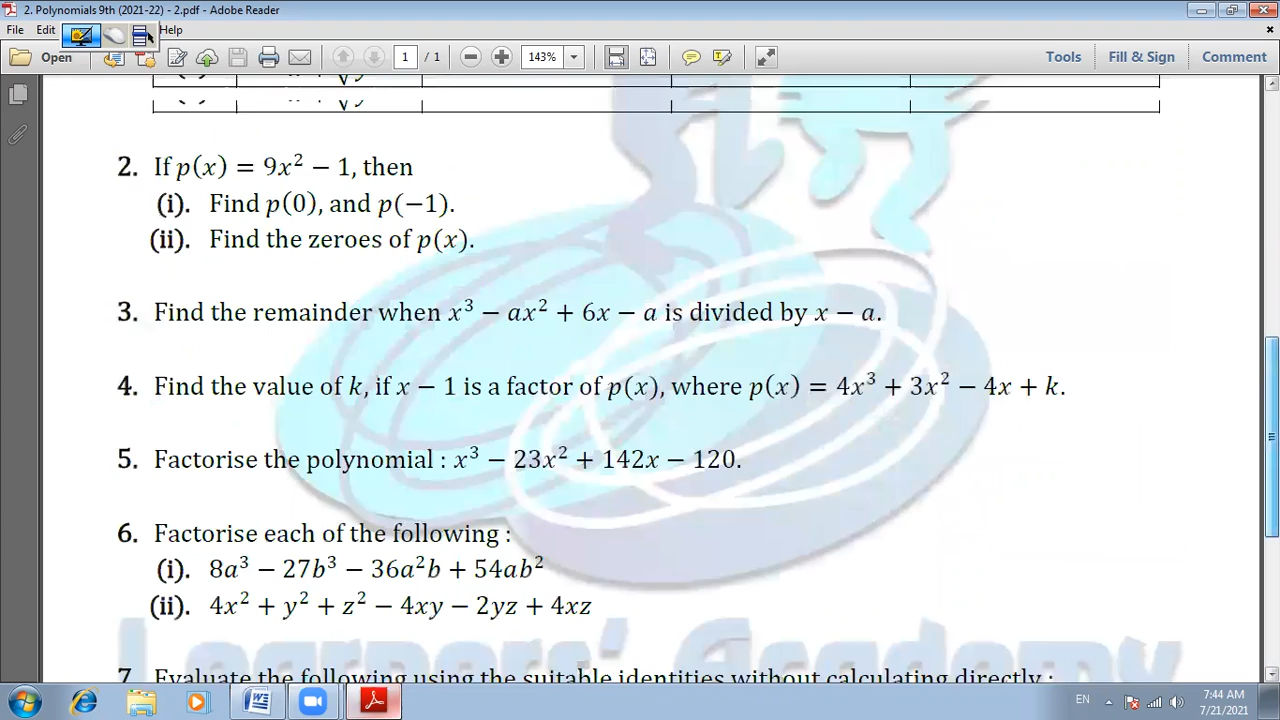 2. Polynomials 9th (2021-22) - 2.pdf - Adobe Reader
File Edit Help
Open 1 / 1 143% Tools Fill & Sign Comment
2. If p(x) = 9x² − 1, then
(i). Find p(0), and p(−1).
(ii). Find the zeroes of p(x).
3. Find the remainder when x³ − ax² + 6x − a is divided by x − a.
4. Find the value of k, if x − 1 is a factor of p(x), where p(x) = 4x³ + 3x² − 4x + k.
5. Factorise the polynomial : x³ − 23x² + 142x − 120.
6. Factorise each of the following :
(i). 8a³ − 27b³ − 36a²b + 54ab²
(ii). 4x² + y² + z² − 4xy − 2yz + 4xz
Learners' Academy
7. Evaluate the following using the suitable identities without calculating directly :
EN 7:44 AM
7/21/2021